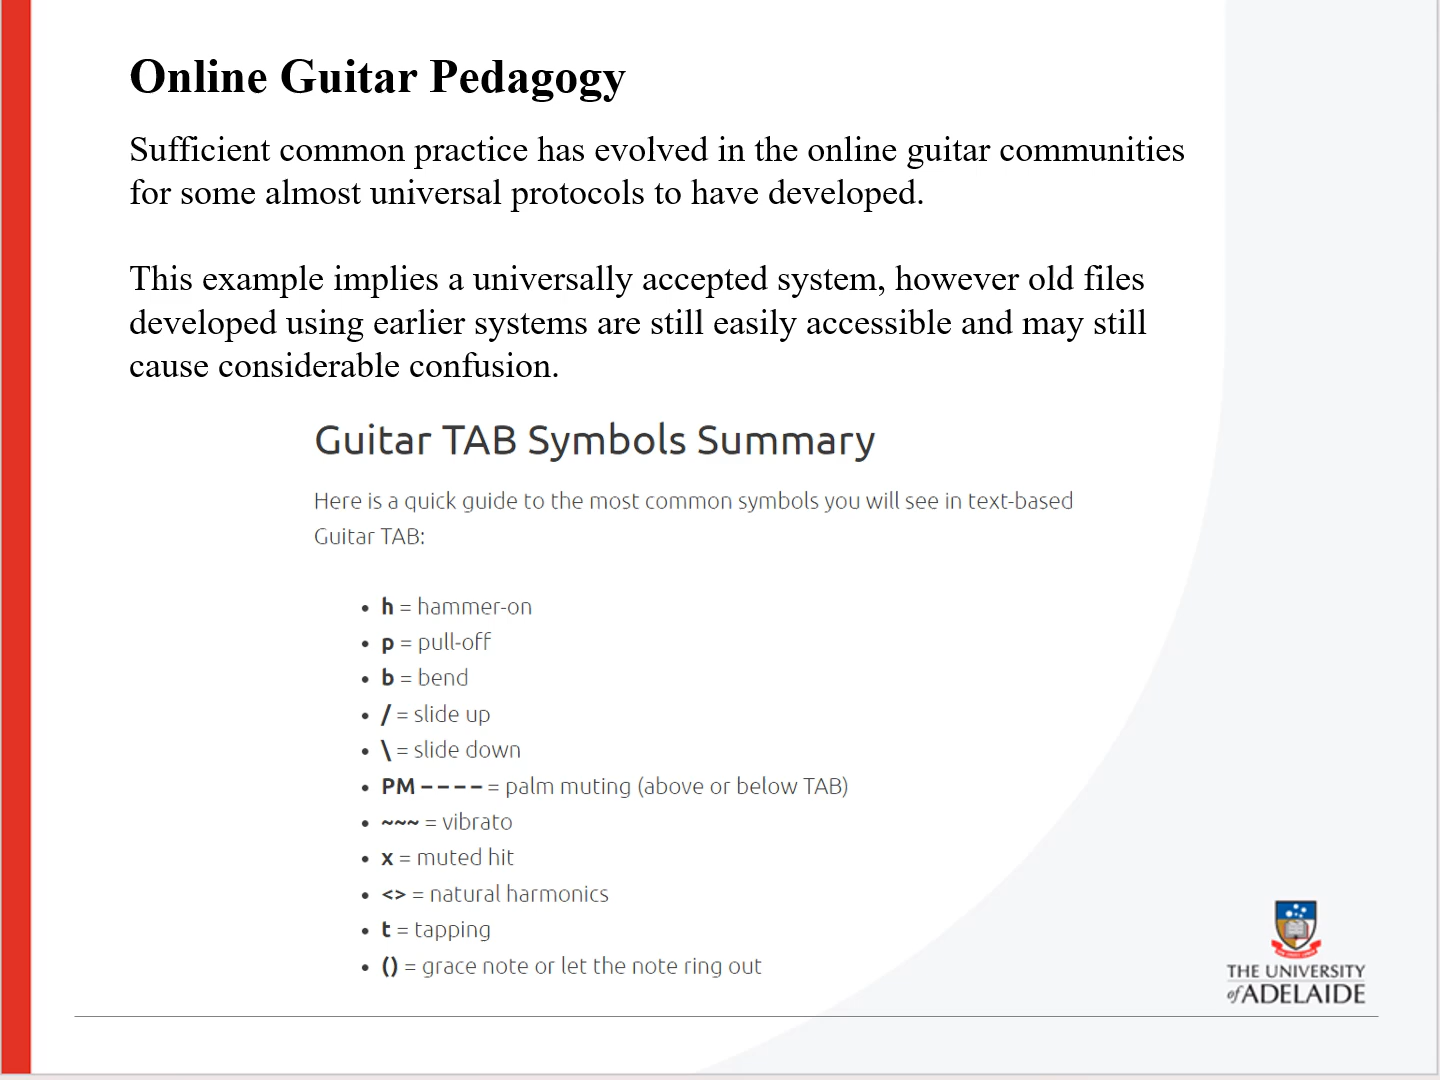 Online Guitar Pedagogy
Sufficient common practice has evolved in the online guitar communities
for some almost universal protocols to have developed.
This example implies a universally accepted system, however old files
developed using earlier systems are still easily accessible and may still
cause considerable confusion.
Guitar TAB Symbols Summary
Here is a quick guide to the most common symbols you will see in text-based
Guitar TAB:
• h = hammer-on
• p = pull-off
• b = bend
• / = slide up
• \ = slide down
• PM – – – – = palm muting (above or below TAB)
• ~~~ = vibrato
• x = muted hit
• <> = natural harmonics
• t = tapping
• () = grace note or let the note ring out
THE UNIVERSITY
of ADELAIDE